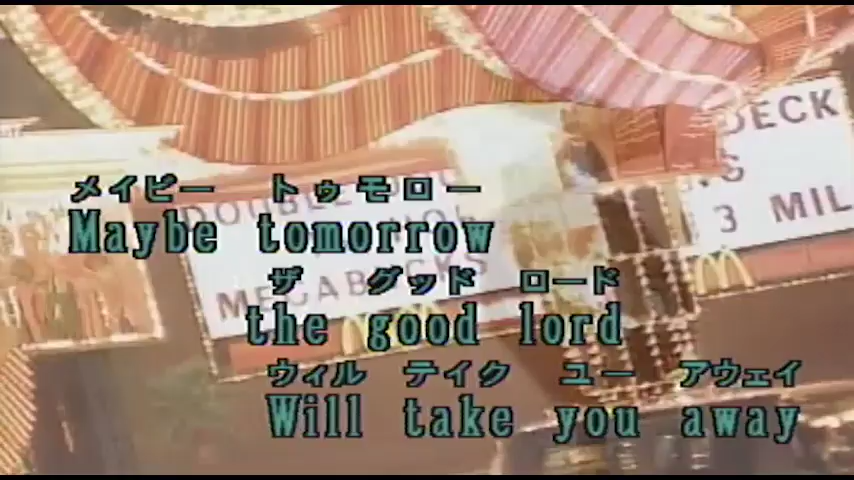 メイビー トゥモロー
Maybe tomorrow
ザ グッド ロード
the good lord
ウィル テイク ユー アウェイ
Will take you away
DOUBLE
MEGABUCKS
DECK
3 MIL